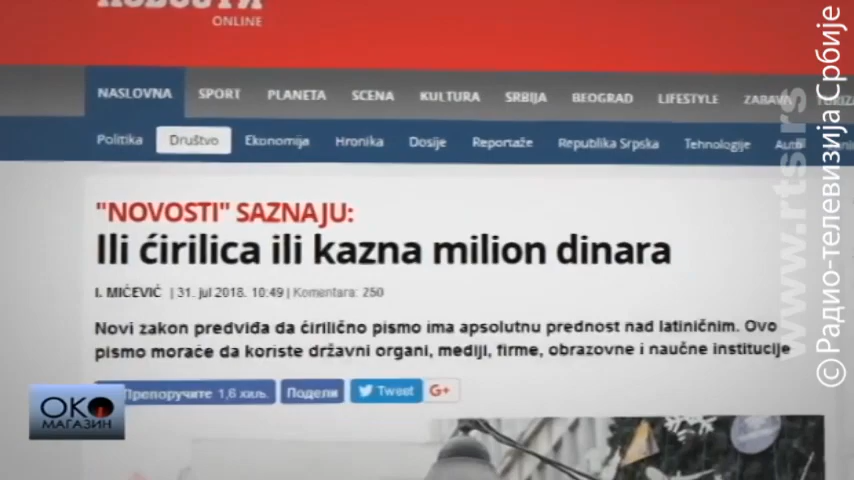 НОВОСТИ
ONLINE
NASLOVNA SPORT PLANETA SCENA KULTURA SRBIJA BEOGRAD LIFESTYLE
Politika Društvo Ekonomija Hronika Dosije Reportaže Republika Srpska Tehnologije
"NOVOSTI" SAZNAJU:
Ili ćirilica ili kazna milion dinara
I. MIĆEVIĆ | 31. jul 2018. 10:49 | Komentara: 250
Novi zakon predviđa da ćirilično pismo ima apsolutnu prednost nad latiničnim. Ovo
pismo moraće da koriste državni organi, mediji, firme, obrazovne i naučne institucije
Препоручите 1,6 хиљ. Подели Tweet G+
ОКО
МАГАЗИН
www.rts.rs
© Радио-телевизија Србије